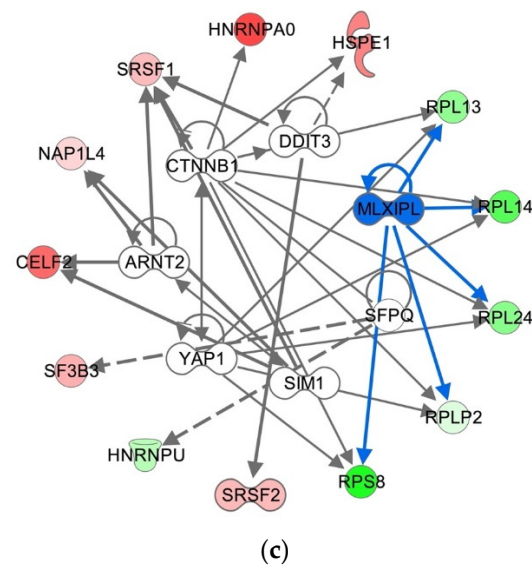 HNRNPA0
HSPE1
SRSF1
RPL13
DDIT3
NAP1L4
CTNNB1
MLXIPL
RPL14
CELF2
ARNT2
SFPQ
RPL24
YAP1
SF3B3
SIM1
RPLP2
HNRNPU
RPS8
SRSF2
(c)